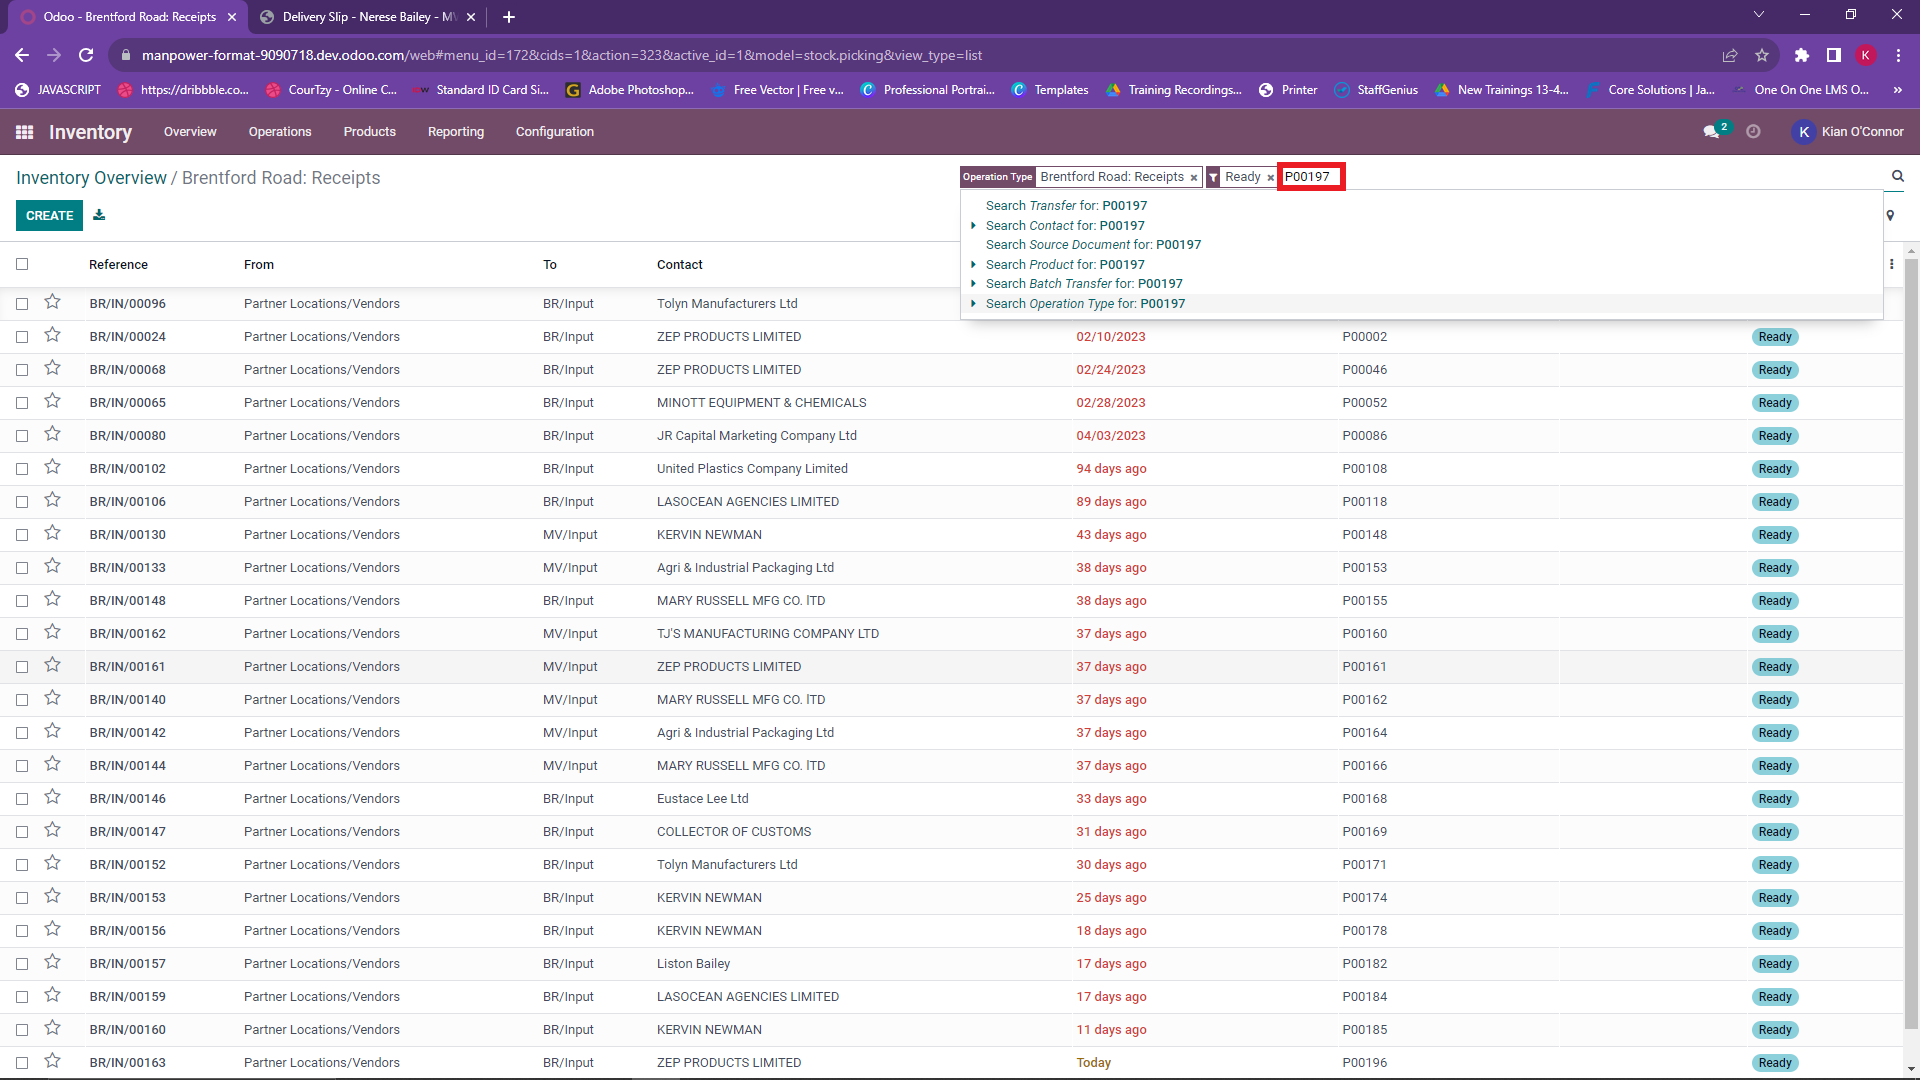 Odoo - Brentford Road: Receipts
Delivery Slip - Nerese Bailey - MV
manpower-format-9090718.dev.odoo.com/web#menu_id=172&cids=1&action=323&active_id=1&model=stock.picking&view_type=list
K
JAVASCRIPT https://dribbble.co... CourTzy - Online C... Standard ID Card Si... Adobe Photoshop... Free Vector | Free v... Professional Portrai... Templates Training Recordings... Printer StaffGenius New Trainings 13-4... Core Solutions | Ja... One On One LMS O... »
Inventory Overview Operations Products Reporting Configuration 2 K Kian O'Connor
Inventory Overview / Brentford Road: Receipts
Operation Type Brentford Road: Receipts × Ready × P00197
CREATE
Search Transfer for: P00197
Search Contact for: P00197
Search Source Document for: P00197
Search Product for: P00197
Search Batch Transfer for: P00197
Search Operation Type for: P00197
Reference From To Contact
BR/IN/00096 Partner Locations/Vendors BR/Input Tolyn Manufacturers Ltd
BR/IN/00024 Partner Locations/Vendors BR/Input ZEP PRODUCTS LIMITED 02/10/2023 P00002 Ready
BR/IN/00068 Partner Locations/Vendors BR/Input ZEP PRODUCTS LIMITED 02/24/2023 P00046 Ready
BR/IN/00065 Partner Locations/Vendors BR/Input MINOTT EQUIPMENT & CHEMICALS 02/28/2023 P00052 Ready
BR/IN/00080 Partner Locations/Vendors BR/Input JR Capital Marketing Company Ltd 04/03/2023 P00086 Ready
BR/IN/00102 Partner Locations/Vendors BR/Input United Plastics Company Limited 94 days ago P00108 Ready
BR/IN/00106 Partner Locations/Vendors BR/Input LASOCEAN AGENCIES LIMITED 89 days ago P00118 Ready
BR/IN/00130 Partner Locations/Vendors MV/Input KERVIN NEWMAN 43 days ago P00148 Ready
BR/IN/00133 Partner Locations/Vendors MV/Input Agri & Industrial Packaging Ltd 38 days ago P00153 Ready
BR/IN/00148 Partner Locations/Vendors BR/Input MARY RUSSELL MFG CO. lTD 38 days ago P00155 Ready
BR/IN/00162 Partner Locations/Vendors MV/Input TJ'S MANUFACTURING COMPANY LTD 37 days ago P00160 Ready
BR/IN/00161 Partner Locations/Vendors MV/Input ZEP PRODUCTS LIMITED 37 days ago P00161 Ready
BR/IN/00140 Partner Locations/Vendors MV/Input MARY RUSSELL MFG CO. lTD 37 days ago P00162 Ready
BR/IN/00142 Partner Locations/Vendors MV/Input Agri & Industrial Packaging Ltd 37 days ago P00164 Ready
BR/IN/00144 Partner Locations/Vendors MV/Input MARY RUSSELL MFG CO. lTD 37 days ago P00166 Ready
BR/IN/00146 Partner Locations/Vendors BR/Input Eustace Lee Ltd 33 days ago P00168 Ready
BR/IN/00147 Partner Locations/Vendors BR/Input COLLECTOR OF CUSTOMS 31 days ago P00169 Ready
BR/IN/00152 Partner Locations/Vendors BR/Input Tolyn Manufacturers Ltd 30 days ago P00171 Ready
BR/IN/00153 Partner Locations/Vendors BR/Input KERVIN NEWMAN 25 days ago P00174 Ready
BR/IN/00156 Partner Locations/Vendors BR/Input KERVIN NEWMAN 18 days ago P00178 Ready
BR/IN/00157 Partner Locations/Vendors BR/Input Liston Bailey 17 days ago P00182 Ready
BR/IN/00159 Partner Locations/Vendors BR/Input LASOCEAN AGENCIES LIMITED 17 days ago P00184 Ready
BR/IN/00160 Partner Locations/Vendors BR/Input KERVIN NEWMAN 11 days ago P00185 Ready
BR/IN/00163 Partner Locations/Vendors BR/Input ZEP PRODUCTS LIMITED Today P00196 Ready